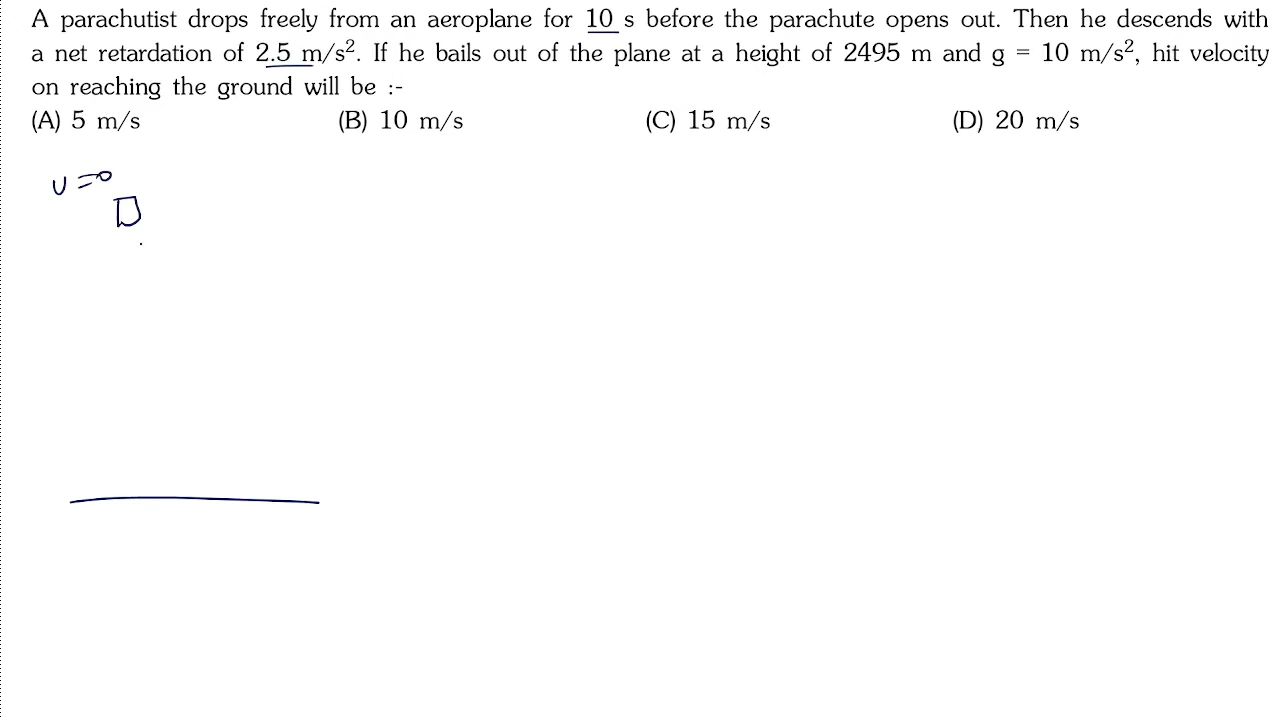 A parachutist drops freely from an aeroplane for 10 s before the parachute opens out. Then he descends with
a net retardation of 2.5 m/s². If he bails out of the plane at a height of 2495 m and g = 10 m/s², hit velocity
on reaching the ground will be :-
(A) 5 m/s (B) 10 m/s (C) 15 m/s (D) 20 m/s
u=0